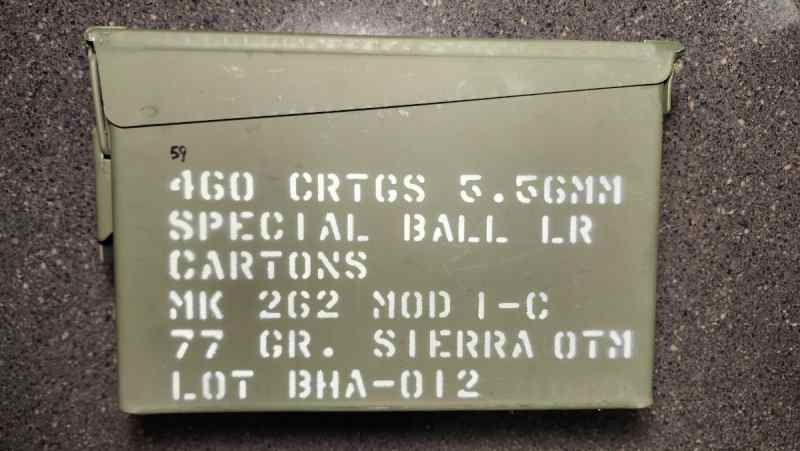 59
460 CRTGS 5.56MM
SPECIAL BALL LR
CARTONS
MK 262 MOD 1-C
77 GR. SIERRA OTM
LOT BHA-012